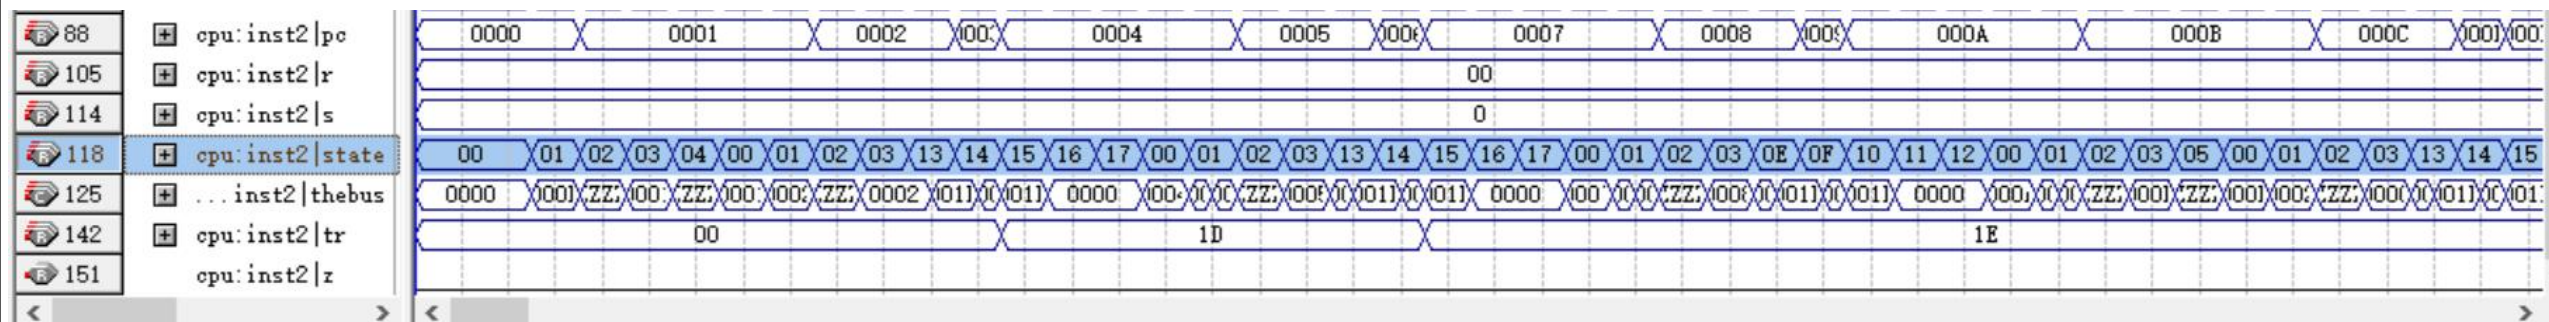 88 cpu:inst2|pc 0000 0001 0002 0004 0005 0007 0008 000A 000B 000C
105 cpu:inst2|r 00
114 cpu:inst2|s 0
118 cpu:inst2|state 00 01 02 03 04 00 01 02 03 13 14 15 16 17 00 01 02 03 13 14 15 16 17 00 01 02 03 0E 0F 10 11 12 00 01 02 03 05 00 01 02 03 13 14 15
125 ...inst2|thebus 0000 0002 0000 0000 0000
142 cpu:inst2|tr 00 1D 1E
151 cpu:inst2|z